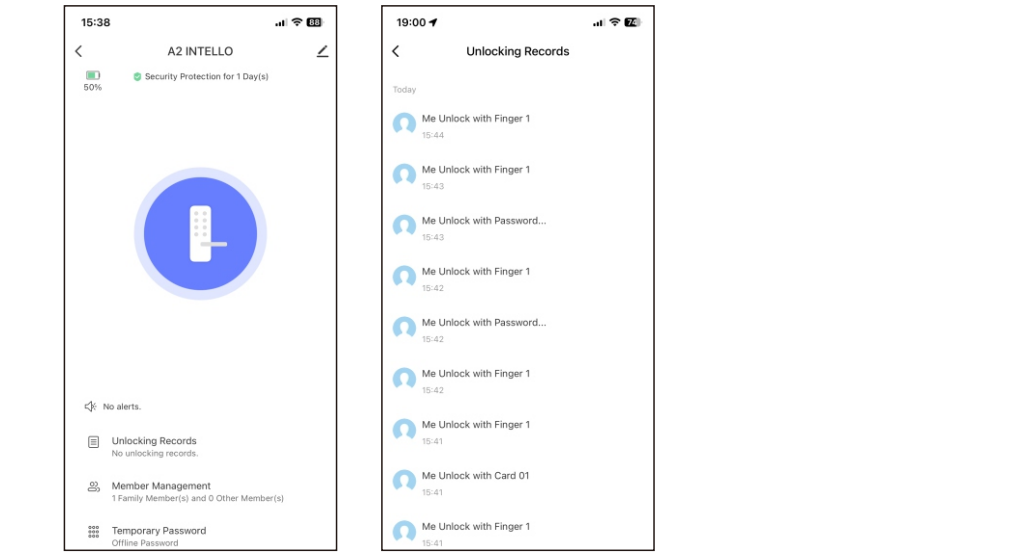 15:38
88
A2 INTELLO
50%
Security Protection for 1 Day(s)
No alerts.
Unlocking Records
No unlocking records.
Member Management
1 Family Member(s) and 0 Other Member(s)
Temporary Password
Offline Password
19:00
74
Unlocking Records
Today
Me Unlock with Finger 1
15:44
Me Unlock with Finger 1
15:43
Me Unlock with Password...
15:43
Me Unlock with Finger 1
15:42
Me Unlock with Password...
15:42
Me Unlock with Finger 1
15:42
Me Unlock with Finger 1
15:41
Me Unlock with Card 01
15:41
Me Unlock with Finger 1
15:41